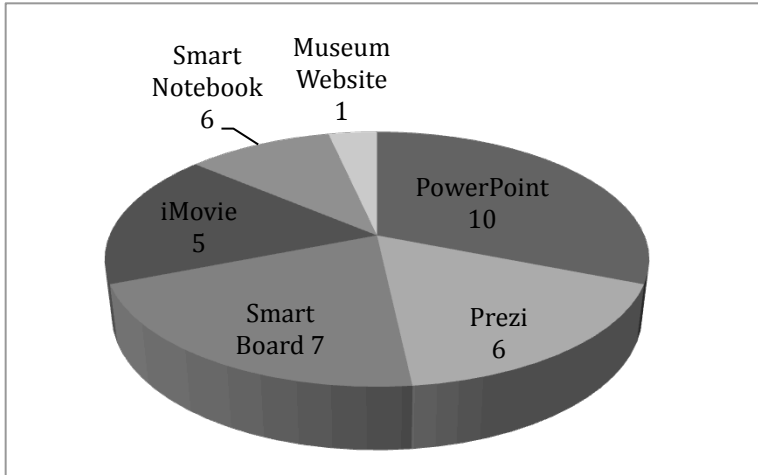 Smart
Notebook
6
Museum
Website
1
PowerPoint
10
iMovie
5
Smart
Board 7
Prezi
6